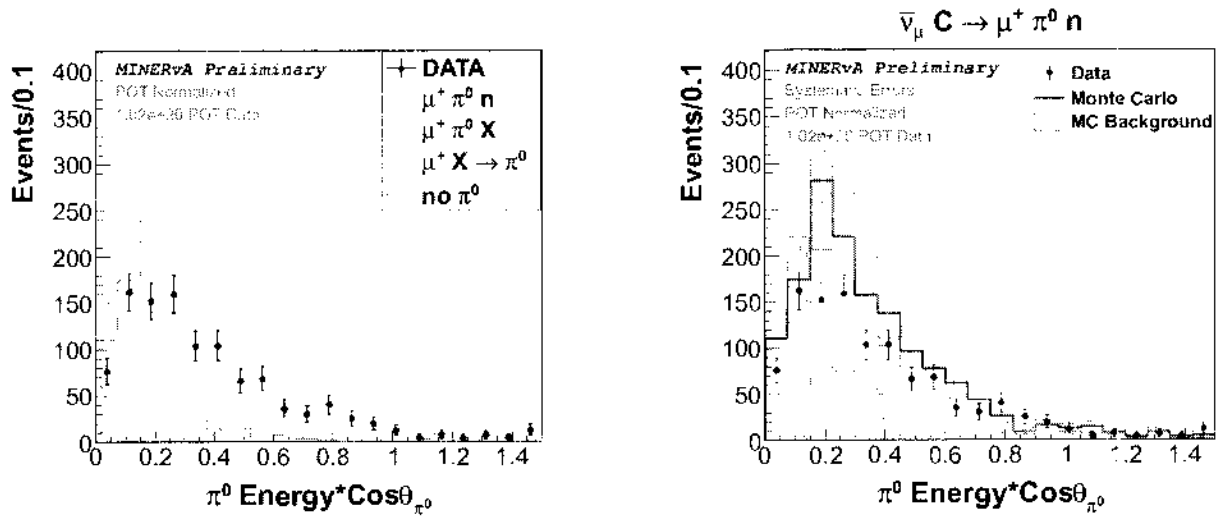 MINERvA Preliminary
POT Normalized
DATA
μ⁺ π⁰ n
μ⁺ π⁰ X
μ⁺ X → π⁰
no π⁰
Events/0.1
400
350
300
250
200
150
100
50
0
0 0.2 0.4 0.6 0.8 1 1.2 1.4
π⁰ Energy*Cosθπ⁰
ν̄μ C → μ⁺ π⁰ n
MINERvA Preliminary
Systematic Errors
POT Normalized
Data
Monte Carlo
MC Background
Events/0.1
400
350
300
250
200
150
100
50
0
0 0.2 0.4 0.6 0.8 1 1.2 1.4
π⁰ Energy*Cosθπ⁰